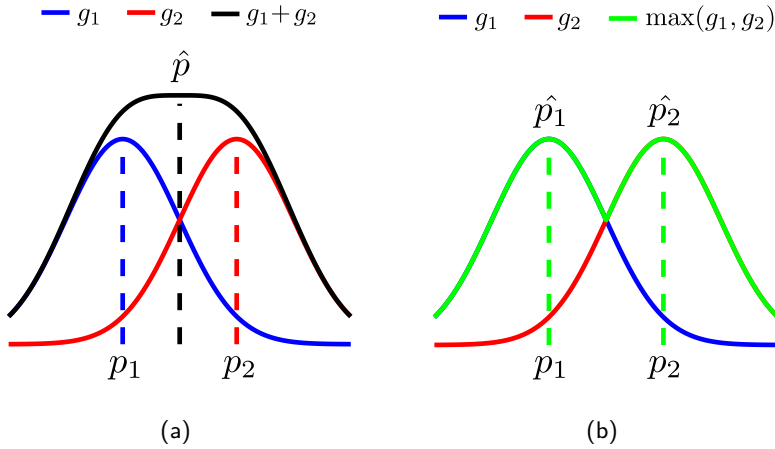 g₁ g₂ g₁+g₂
p̂
p₁ p₂
(a)
g₁ g₂ max(g₁, g₂)
p̂₁ p̂₂
p₁ p₂
(b)